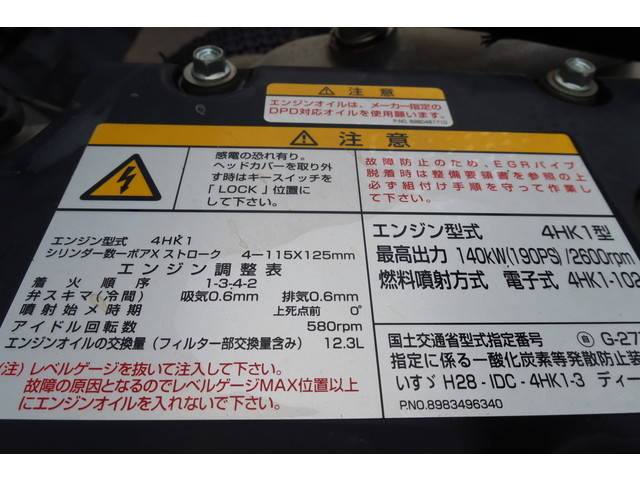 注意
エンジンオイルは、メーカー指定の
DPD対応オイルを使用願います。
P.NO. 8980487710
注意
感電の恐れ有り。
ヘッドカバーを取り外
す時はキースイッチを
「LOCK」位置に
して下さい。
故障防止のため、EGRパイプ
脱着時は整備要領書を参照の上
必ず組付け手順を守って作業し
て下さい。
エンジン型式 4HK1
シリンダー数ーボアXストローク 4ー115X125mm
エンジン調整表
着火順序 1-3-4-2
弁スキマ(冷間) 吸気0.6mm 排気0.6mm
噴射始メ時期 上死点前 0°
アイドル回転数 580rpm
エンジンオイルの交換量(フィルター部交換量含み) 12.3L
(注)レベルゲージを抜いて注入して下さい。
故障の原因となるのでレベルゲージMAX位置以上
にエンジンオイルを入れないで下さい。
エンジン型式 4HK1型
最高出力 140kW(190PS)/2600rpm
燃料噴射方式 電子式 4HK1-102
国土交通省型式指定番号 G-27
指定に係る一酸化炭素等発散防止装
いすゞ H28-IDC-4HK1-3 ディー
P.NO. 8983496340